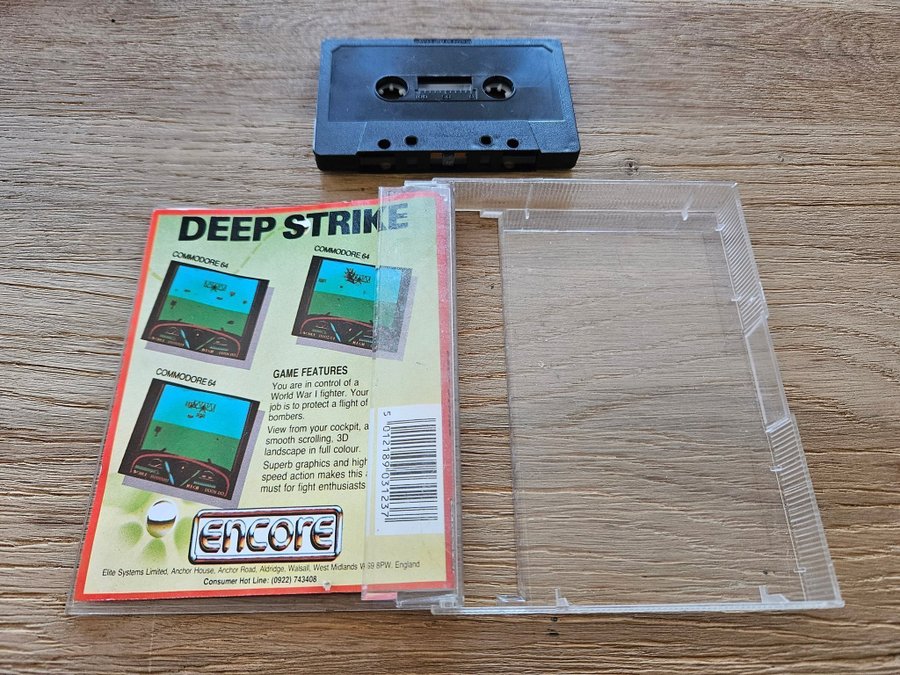 DEEP STRIKE
COMMODORE 64
COMMODORE 64
COMMODORE 64
GAME FEATURES
You are in control of a
World War I fighter. Your
job is to protect a flight of
bombers.
View from your cockpit, a
smooth scrolling, 3D
landscape in full colour.
Superb graphics and high
speed action makes this a
must for fight enthusiasts
5 012189 031237
encore
Elite Systems Limited, Anchor House, Anchor Road, Aldridge, Walsall, West Midlands WS9 8PW, England
Consumer Hot Line: (0922) 743408